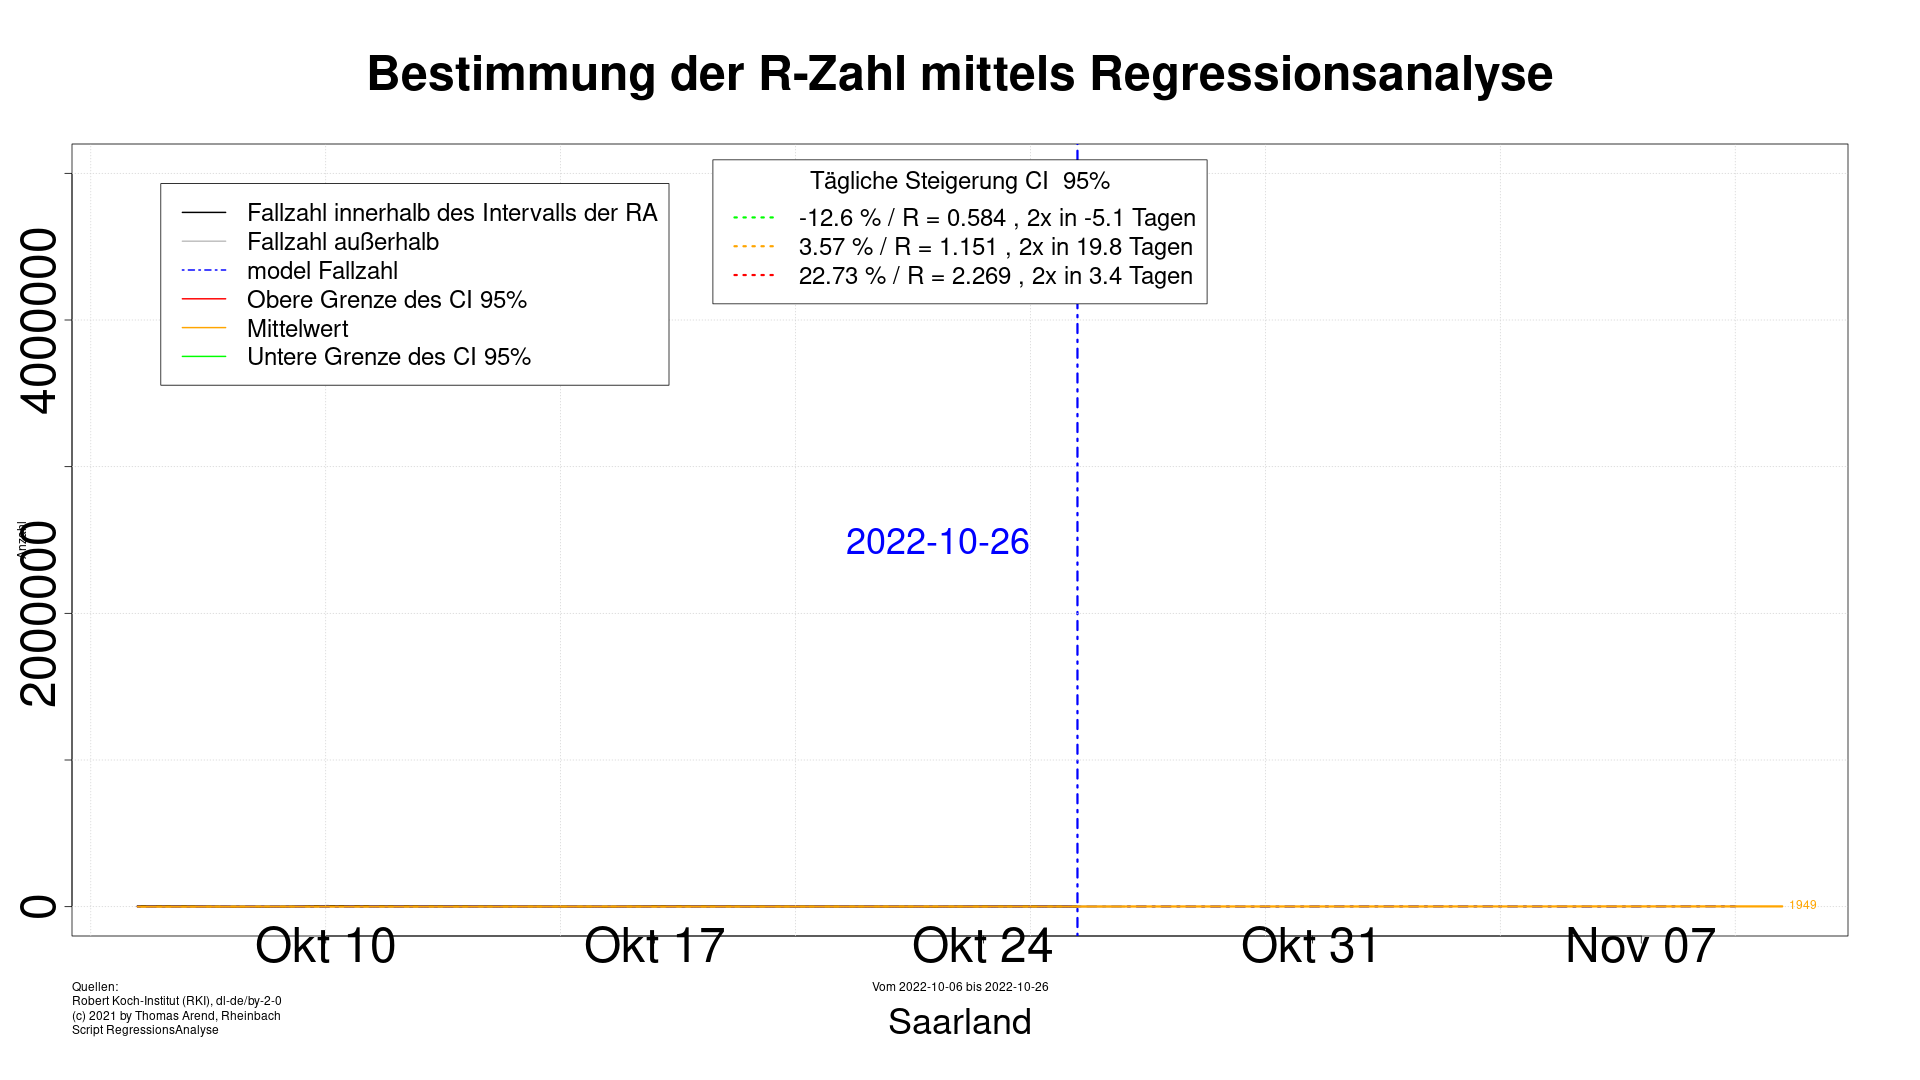 Bestimmung der R-Zahl mittels Regressionsanalyse
Fallzahl innerhalb des Intervalls der RA
Fallzahl außerhalb
model Fallzahl
Obere Grenze des CI 95%
Mittelwert
Untere Grenze des CI 95%
Tägliche Steigerung CI  95%
-12.6 % / R = 0.584 , 2x in -5.1 Tagen
3.57 % / R = 1.151 , 2x in 19.8 Tagen
22.73 % / R = 2.269 , 2x in 3.4 Tagen
4000000
2000000
0
Anzahl
2022-10-26
1949
Okt 10
Okt 17
Okt 24
Okt 31
Nov 07
Quellen:
Robert Koch-Institut (RKI), dl-de/by-2-0
(c) 2021 by Thomas Arend, Rheinbach
Script RegressionsAnalyse
Vom 2022-10-06 bis 2022-10-26
Saarland